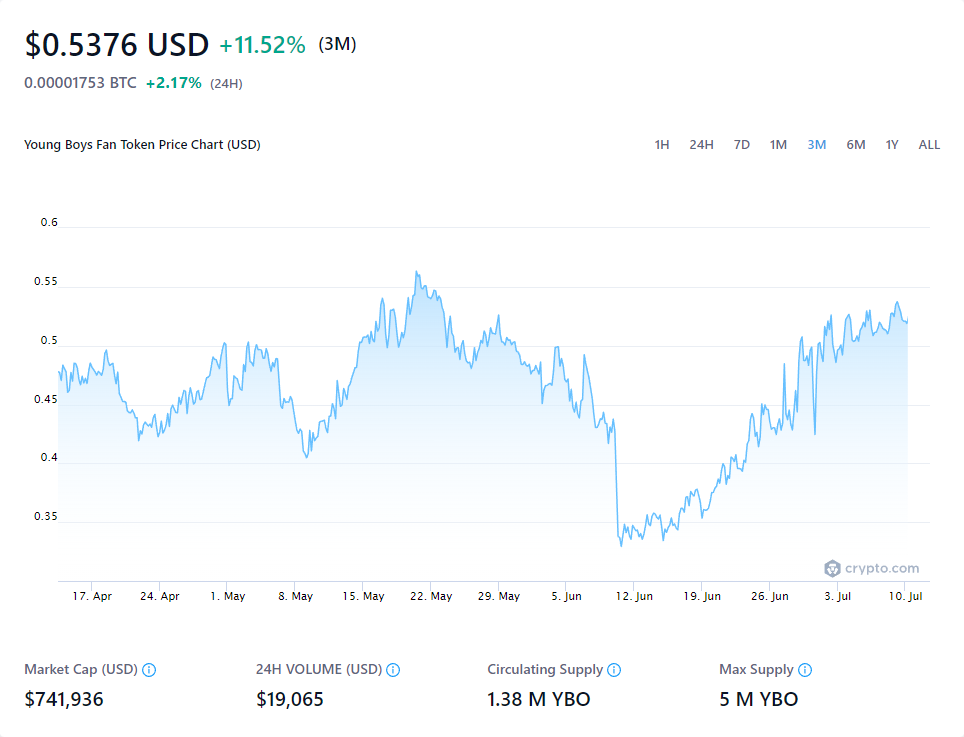 $0.5376 USD +11.52% (3M)
0.00001753 BTC +2.17% (24H)
Young Boys Fan Token Price Chart (USD) 1H 24H 7D 1M 3M 6M 1Y ALL
0.6
0.55
0.5
0.45
0.4
0.35
crypto.com
17. Apr 24. Apr 1. May 8. May 15. May 22. May 29. May 5. Jun 12. Jun 19. Jun 26. Jun 3. Jul 10. Jul
Market Cap (USD) 24H VOLUME (USD) Circulating Supply Max Supply
$741,936 $19,065 1.38 M YBO 5 M YBO